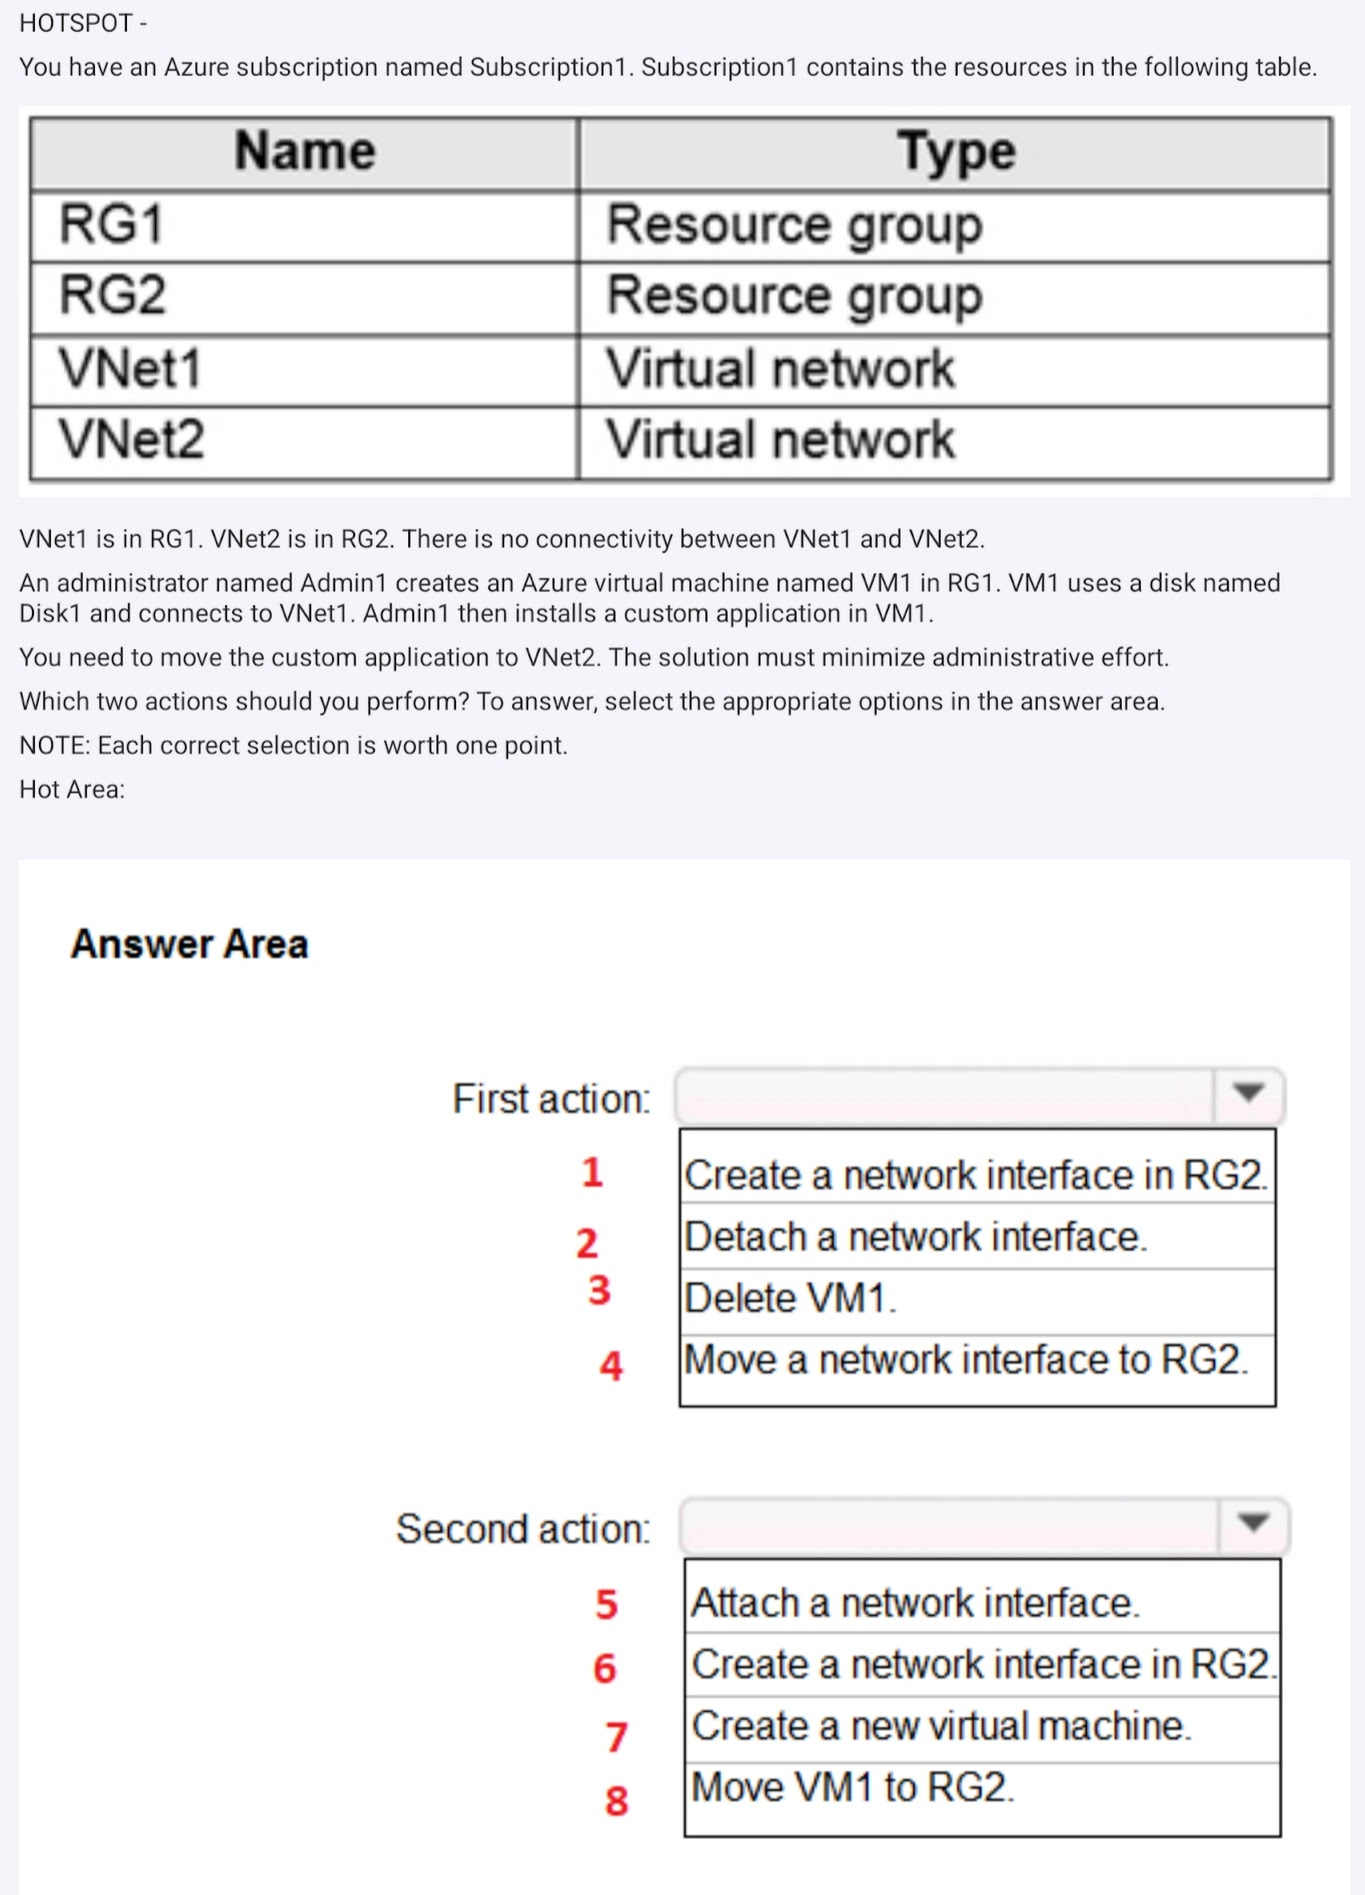 HOTSPOT -
You have an Azure subscription named Subscription1. Subscription1 contains the resources in the following table.
Name Type
RG1 Resource group
RG2 Resource group
VNet1 Virtual network
VNet2 Virtual network
VNet1 is in RG1. VNet2 is in RG2. There is no connectivity between VNet1 and VNet2.
An administrator named Admin1 creates an Azure virtual machine named VM1 in RG1. VM1 uses a disk named
Disk1 and connects to VNet1. Admin1 then installs a custom application in VM1.
You need to move the custom application to VNet2. The solution must minimize administrative effort.
Which two actions should you perform? To answer, select the appropriate options in the answer area.
NOTE: Each correct selection is worth one point.
Hot Area:
Answer Area
First action:
1 Create a network interface in RG2.
2 Detach a network interface.
3 Delete VM1.
4 Move a network interface to RG2.
Second action:
5 Attach a network interface.
6 Create a network interface in RG2.
7 Create a new virtual machine.
8 Move VM1 to RG2.